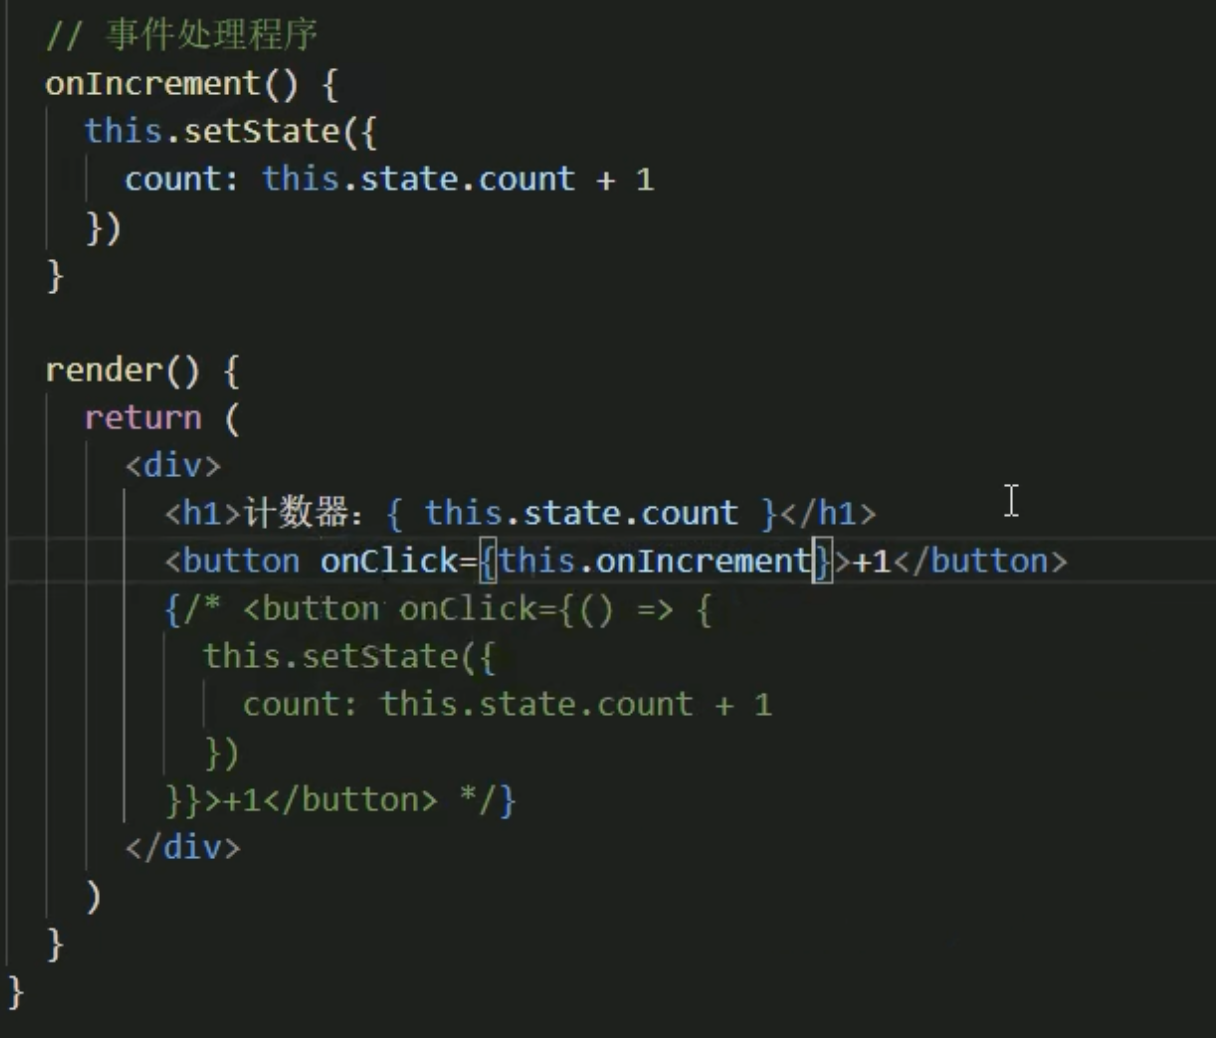 // 事件处理程序
onIncrement() {
this.setState({
count: this.state.count + 1
})
}
render() {
return (
<div>
<h1>计数器：{ this.state.count }</h1>
<button onClick={this.onIncrement}>+1</button>
{/* <button onClick={() => {
this.setState({
count: this.state.count + 1
})
}}>+1</button> */}
</div>
)
}
}